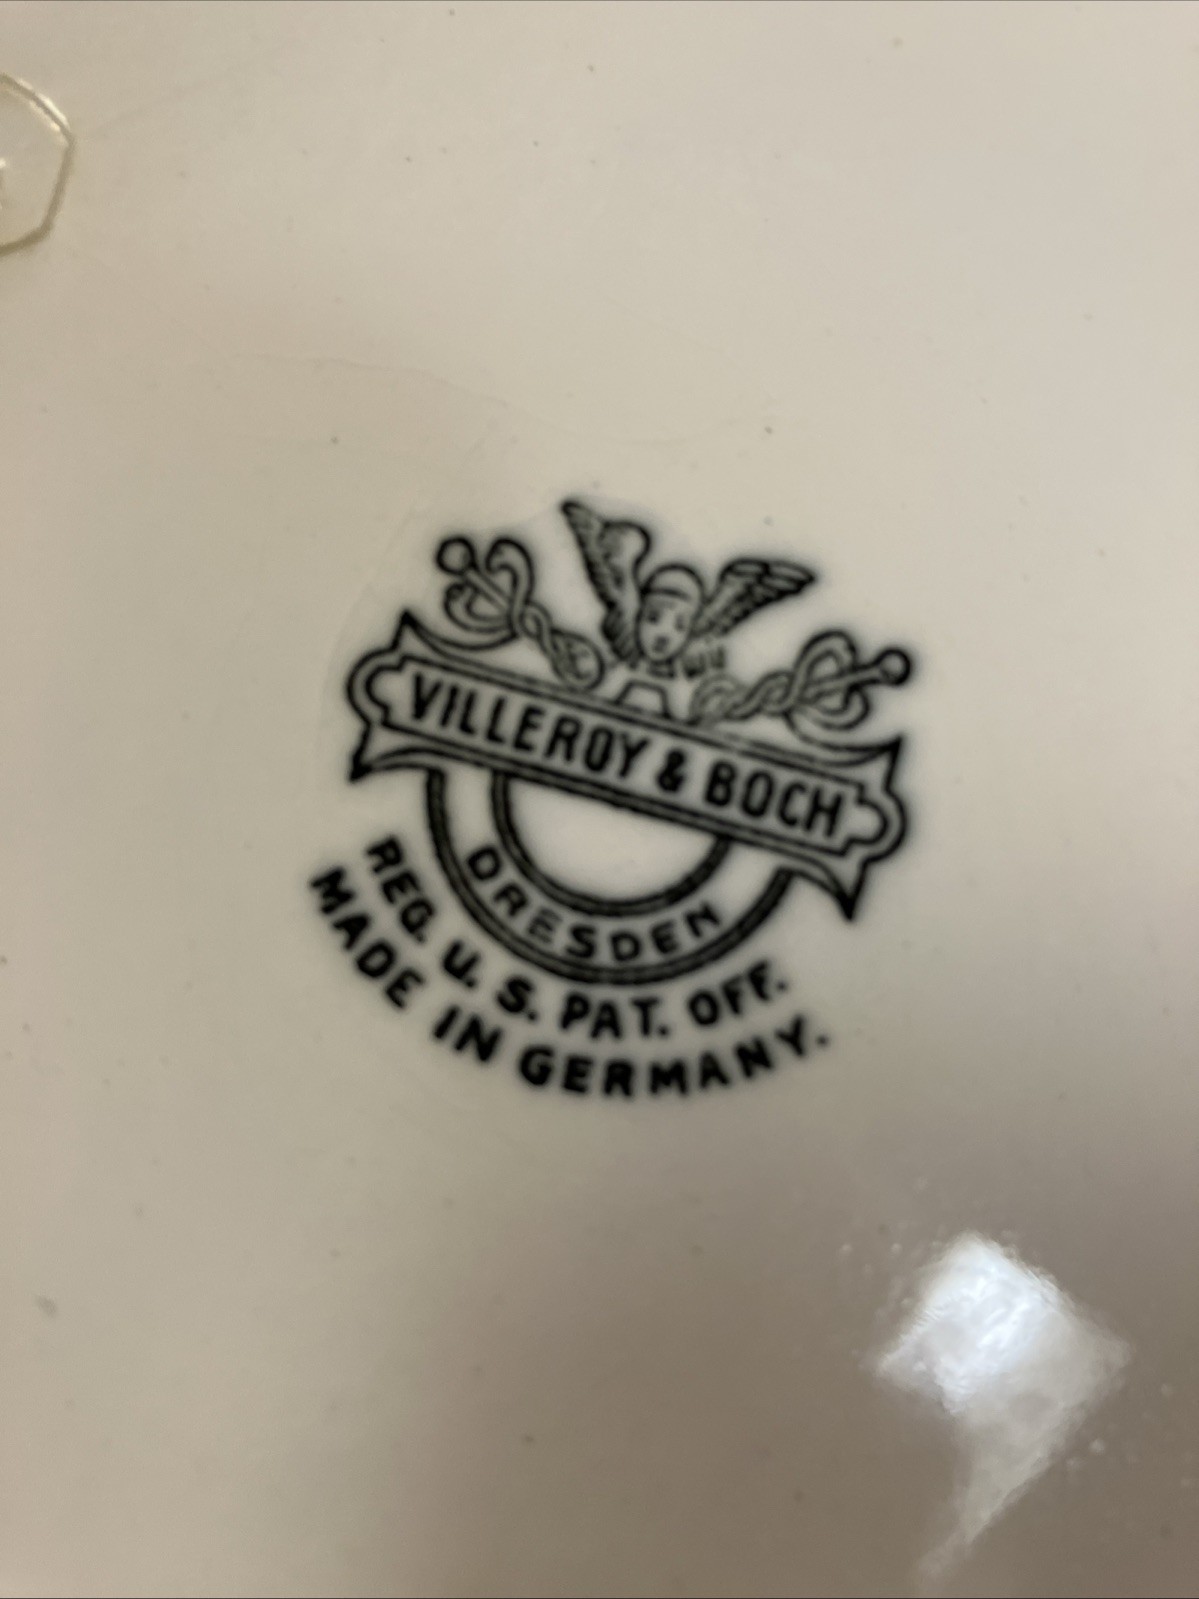 VILLEROY & BOCH
DRESDEN
REG. U. S. PAT. OFF.
MADE IN GERMANY.